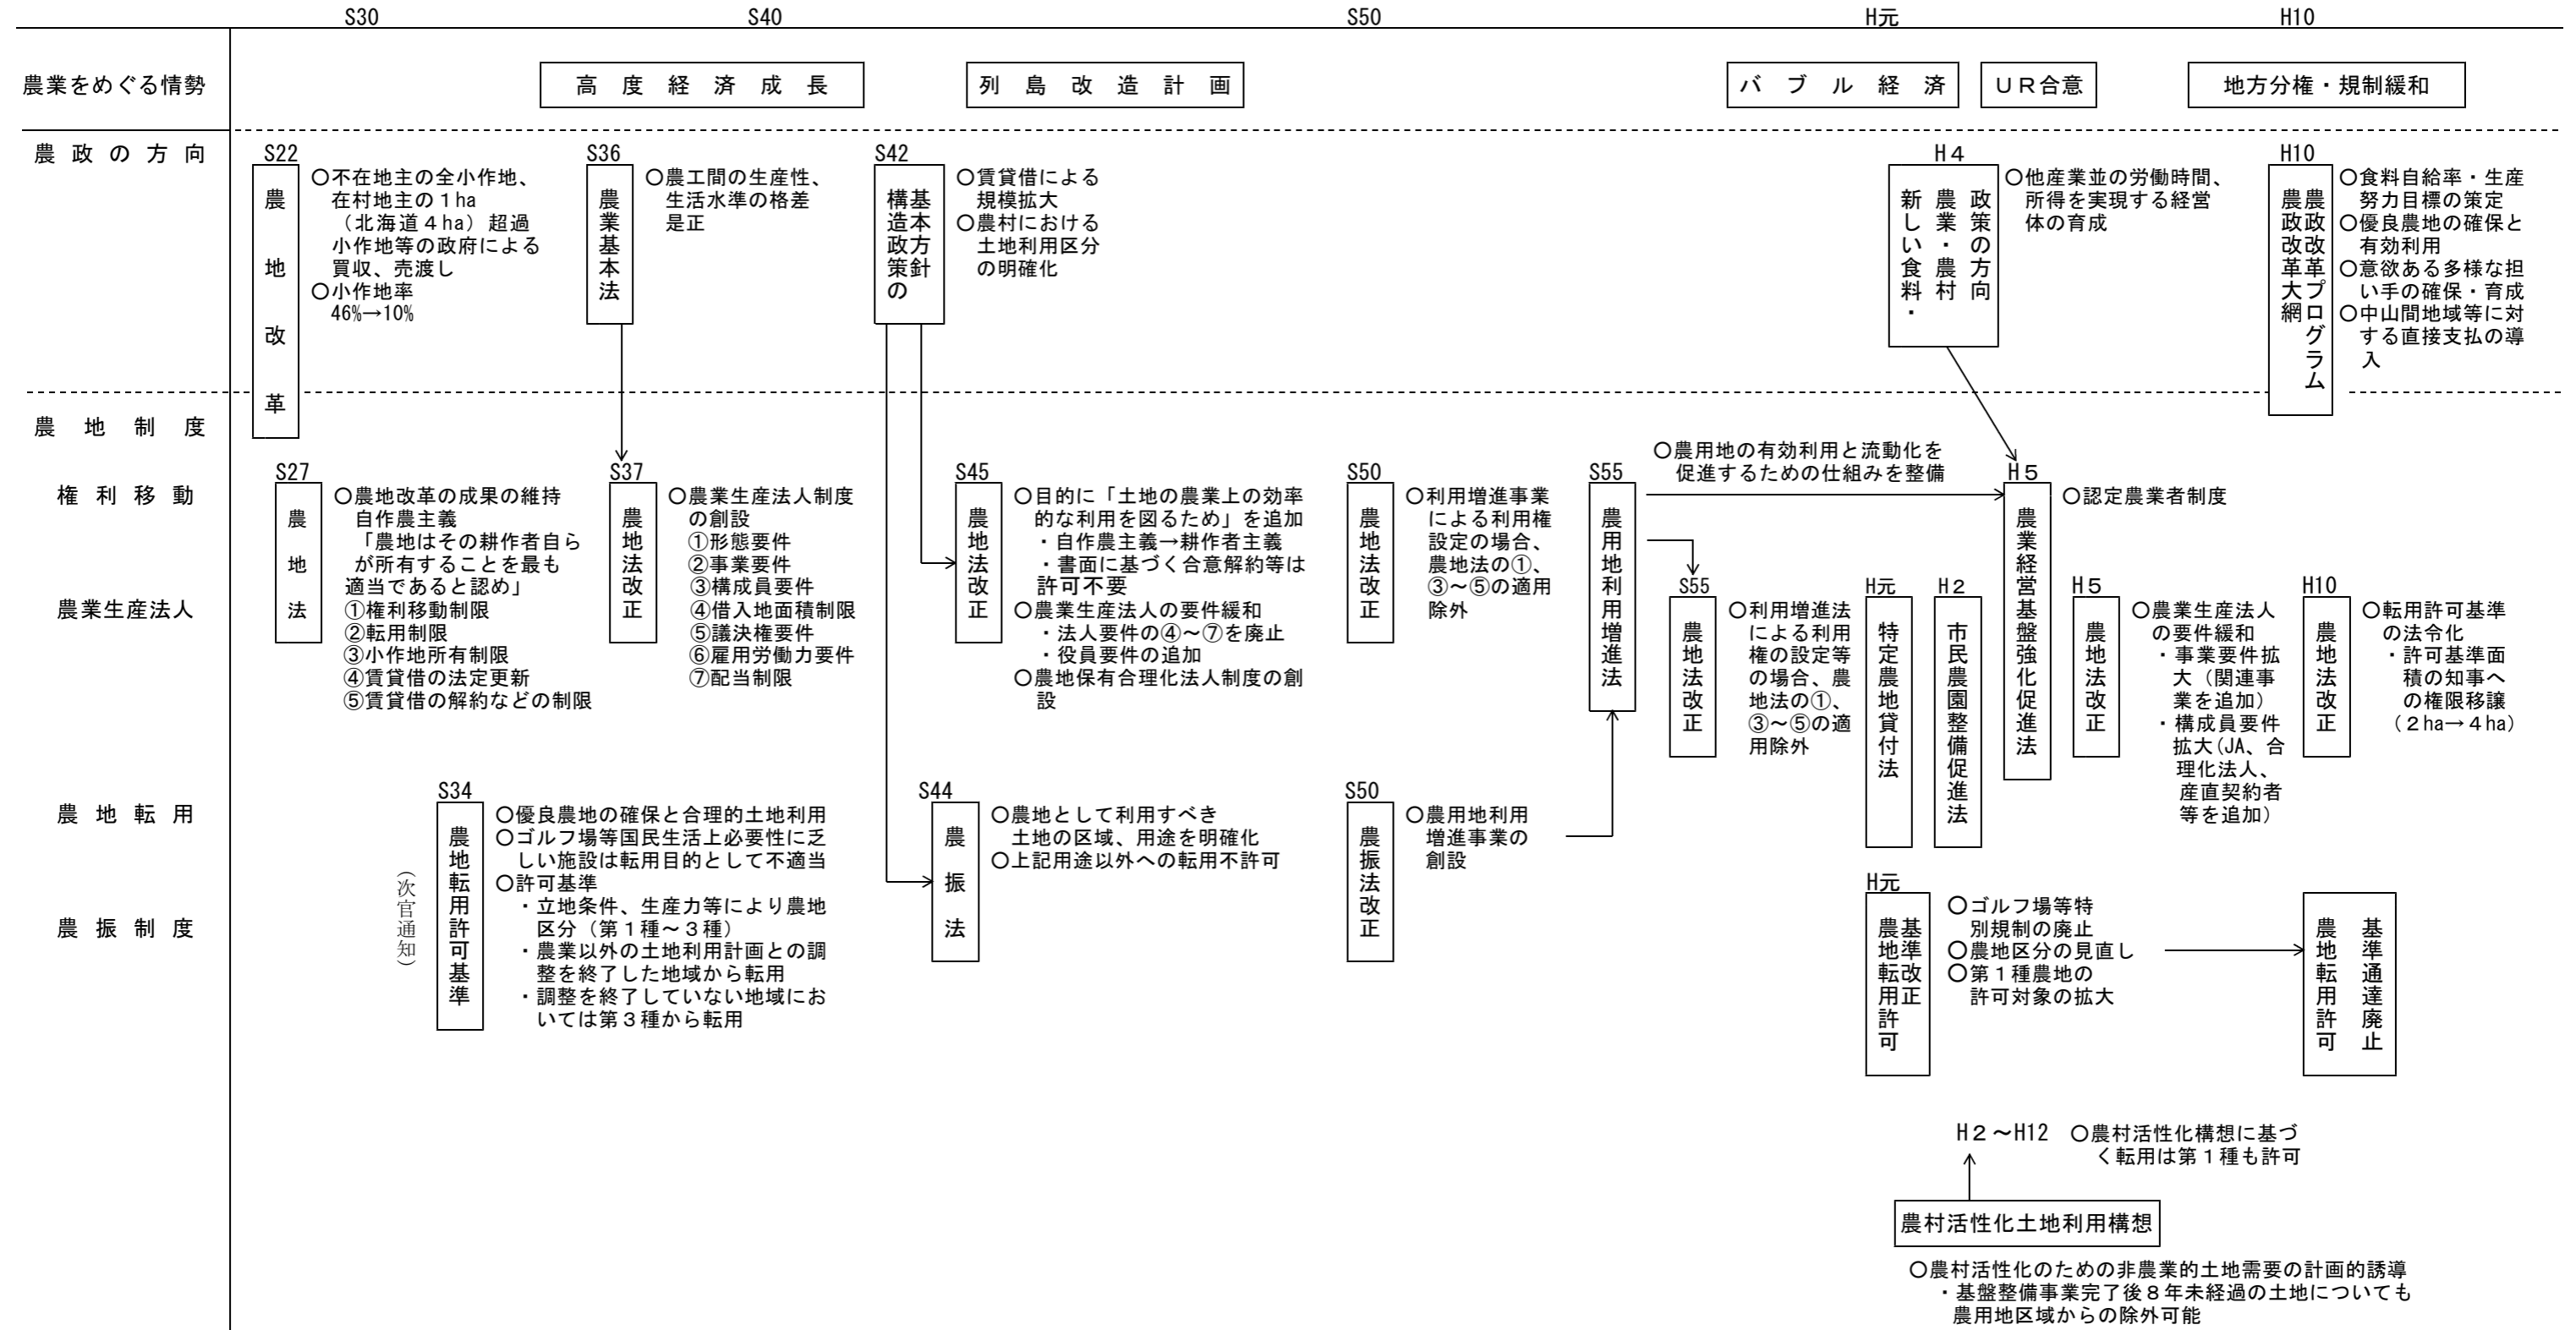 S30
S40
S50
H元
H10
農業をめぐる情勢
高度経済成長
列島改造計画
バブル経済
UR合意
地方分権・規制緩和
農政の方向
S22
農地改革
○不在地主の全小作地、
在村地主の1ha
(北海道4ha)超過
小作地等の政府による
買収、売渡し
○小作地率
46%→10%
S36
農業基本法
○農工間の生産性、
生活水準の格差
是正
S42
基本方針
構造政策の
○賃貸借による
規模拡大
○農村における
土地利用区分
の明確化
H4
政策の方向
農業・農村
新しい食料・
○他産業並の労働時間、
所得を実現する経営
体の育成
H10
農政改革プログラム
農政改革大綱
○食料自給率・生産
努力目標の策定
○優良農地の確保と
有効利用
○意欲ある多様な担
い手の確保・育成
○中山間地域等に対
する直接支払の導
入
農地制度
権利移動
農業生産法人
S27
農地法
○農地改革の成果の維持
自作農主義
「農地はその耕作者自ら
が所有することを最も
適当であると認め」
①権利移動制限
②転用制限
③小作地所有制限
④賃貸借の法定更新
⑤賃貸借の解約などの制限
S37
農地法改正
○農業生産法人制度
の創設
①形態要件
②事業要件
③構成員要件
④借入地面積制限
⑤議決権要件
⑥雇用労働力要件
⑦配当制限
S45
農地法改正
○目的に「土地の農業上の効率
的な利用を図るため」を追加
・自作農主義→耕作者主義
・書面に基づく合意解約等は
許可不要
○農業生産法人の要件緩和
・法人要件の④~⑦を廃止
・役員要件の追加
○農地保有合理化法人制度の創
設
S50
農地法改正
○利用増進事業
による利用権
設定の場合、
農地法の①、
③~⑤の適用
除外
S55
農用地利用増進法
○農用地の有効利用と流動化を
促進するための仕組みを整備
S55
農地法改正
○利用増進法
による利用
権の設定等
の場合、農
地法の①、
③~⑤の適
用除外
H元
特定農地貸付法
H2
市民農園整備促進法
H5
農業経営基盤強化促進法
○認定農業者制度
H5
農地法改正
○農業生産法人
の要件緩和
・事業要件拡
大(関連事
業を追加)
・構成員要件
拡大(JA、合
理化法人、
産直契約者
等を追加)
H10
農地法改正
○転用許可基準
の法令化
・許可基準面
積の知事へ
の権限移譲
(2ha→4ha)
農地転用
農振制度
S34
農地転用許可基準
(次官通知)
○優良農地の確保と合理的土地利用
○ゴルフ場等国民生活上必要性に乏
しい施設は転用目的として不適当
○許可基準
・立地条件、生産力等により農地
区分(第1種~3種)
・農業以外の土地利用計画との調
整を終了した地域から転用
・調整を終了していない地域にお
いては第3種から転用
S44
農振法
○農地として利用すべき
土地の区域、用途を明確化
○上記用途以外への転用不許可
S50
農振法改正
○農用地利用
増進事業の
創設
H元
基準改正
農地転用許可
○ゴルフ場等特
別規制の廃止
○農地区分の見直し
○第1種農地の
許可対象の拡大
基準通達廃止
農地転用許可
H2~H12
○農村活性化構想に基づ
く転用は第1種も許可
農村活性化土地利用構想
○農村活性化のための非農業的土地需要の計画的誘導
・基盤整備事業完了後8年未経過の土地についても
農用地区域からの除外可能